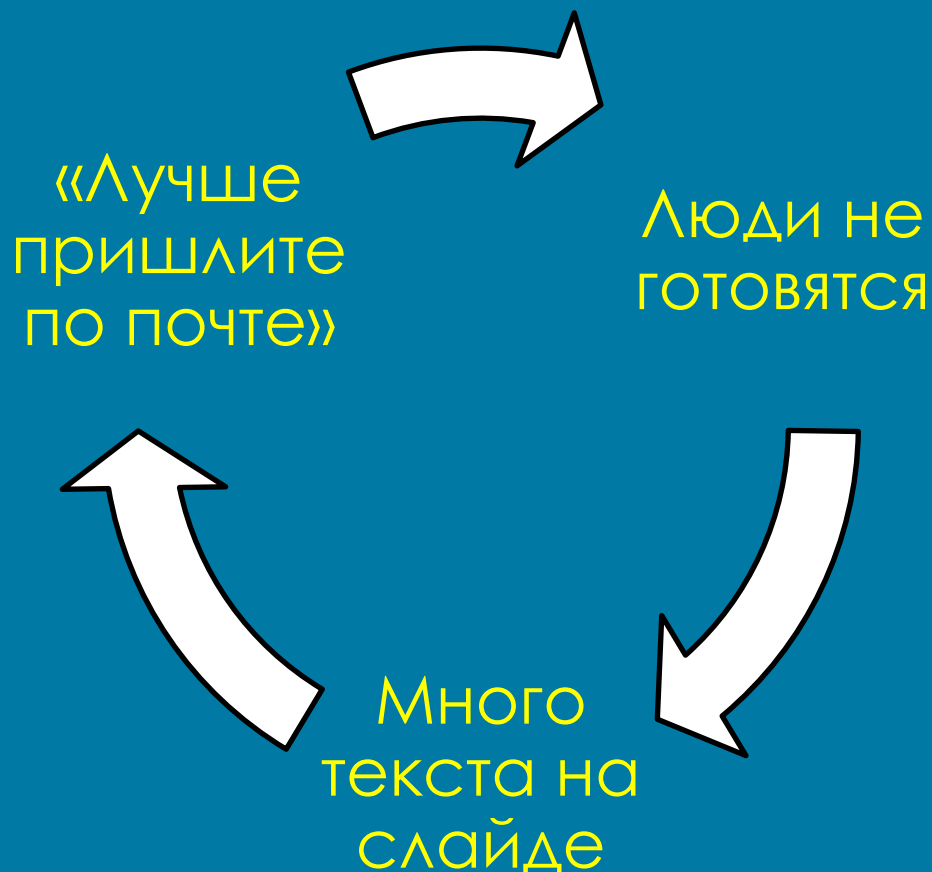 «Лучше
пришлите
по почте»
Люди не
готовятся
Много
текста на
слайде